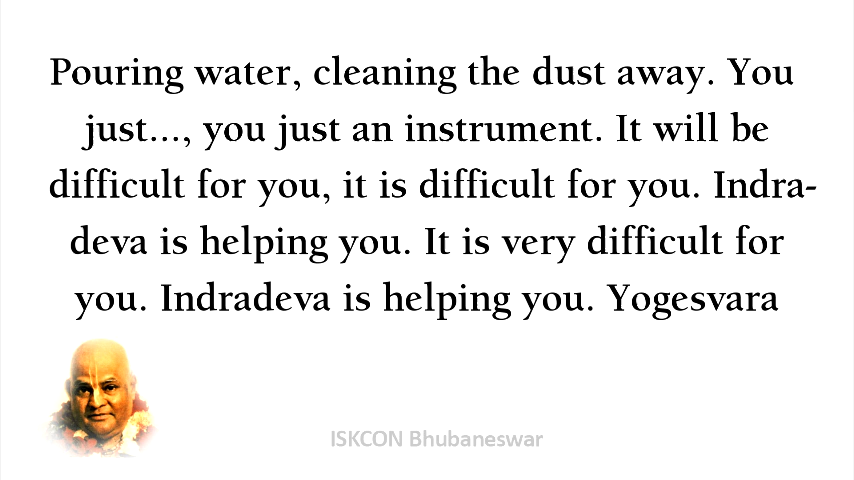 Pouring water, cleaning the dust away. You
just..., you just an instrument. It will be
difficult for you, it is difficult for you. Indra-
deva is helping you. It is very difficult for
you. Indradeva is helping you. Yogesvara
ISKCON Bhubaneswar